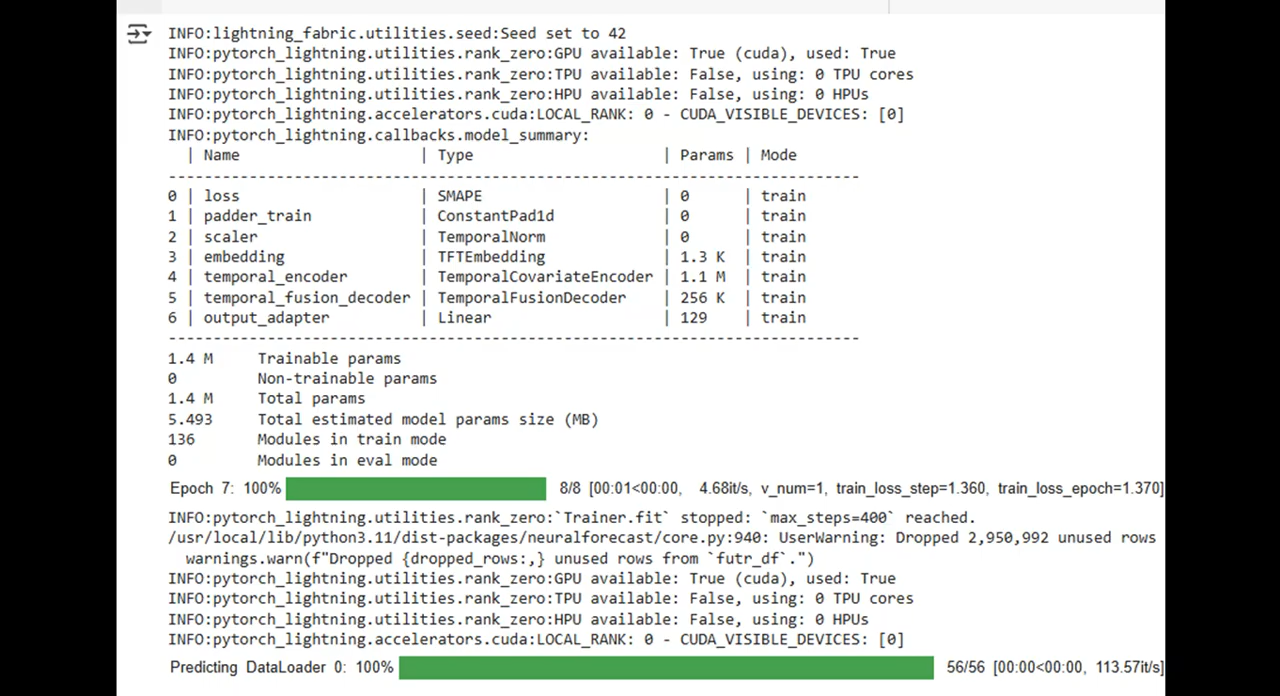 INFO:lightning_fabric.utilities.seed:Seed set to 42
INFO:pytorch_lightning.utilities.rank_zero:GPU available: True (cuda), used: True
INFO:pytorch_lightning.utilities.rank_zero:TPU available: False, using: 0 TPU cores
INFO:pytorch_lightning.utilities.rank_zero:HPU available: False, using: 0 HPUs
INFO:pytorch_lightning.accelerators.cuda:LOCAL_RANK: 0 - CUDA_VISIBLE_DEVICES: [0]
INFO:pytorch_lightning.callbacks.model_summary:
  | Name                    | Type                     | Params | Mode
-----------------------------------------------------------------------------
0 | loss                    | SMAPE                    | 0      | train
1 | padder_train            | ConstantPad1d            | 0      | train
2 | scaler                  | TemporalNorm             | 0      | train
3 | embedding               | TFTEmbedding             | 1.3 K  | train
4 | temporal_encoder        | TemporalCovariateEncoder | 1.1 M  | train
5 | temporal_fusion_decoder | TemporalFusionDecoder    | 256 K  | train
6 | output_adapter          | Linear                   | 129    | train
-----------------------------------------------------------------------------
1.4 M     Trainable params
0         Non-trainable params
1.4 M     Total params
5.493     Total estimated model params size (MB)
136       Modules in train mode
0         Modules in eval mode
Epoch 7: 100% 8/8 [00:01<00:00, 4.68it/s, v_num=1, train_loss_step=1.360, train_loss_epoch=1.370]
INFO:pytorch_lightning.utilities.rank_zero:`Trainer.fit` stopped: `max_steps=400` reached.
/usr/local/lib/python3.11/dist-packages/neuralforecast/core.py:940: UserWarning: Dropped 2,950,992 unused rows
  warnings.warn(f"Dropped {dropped_rows:,} unused rows from `futr_df`.")
INFO:pytorch_lightning.utilities.rank_zero:GPU available: True (cuda), used: True
INFO:pytorch_lightning.utilities.rank_zero:TPU available: False, using: 0 TPU cores
INFO:pytorch_lightning.utilities.rank_zero:HPU available: False, using: 0 HPUs
INFO:pytorch_lightning.accelerators.cuda:LOCAL_RANK: 0 - CUDA_VISIBLE_DEVICES: [0]
Predicting DataLoader 0: 100% 56/56 [00:00<00:00, 113.57it/s]